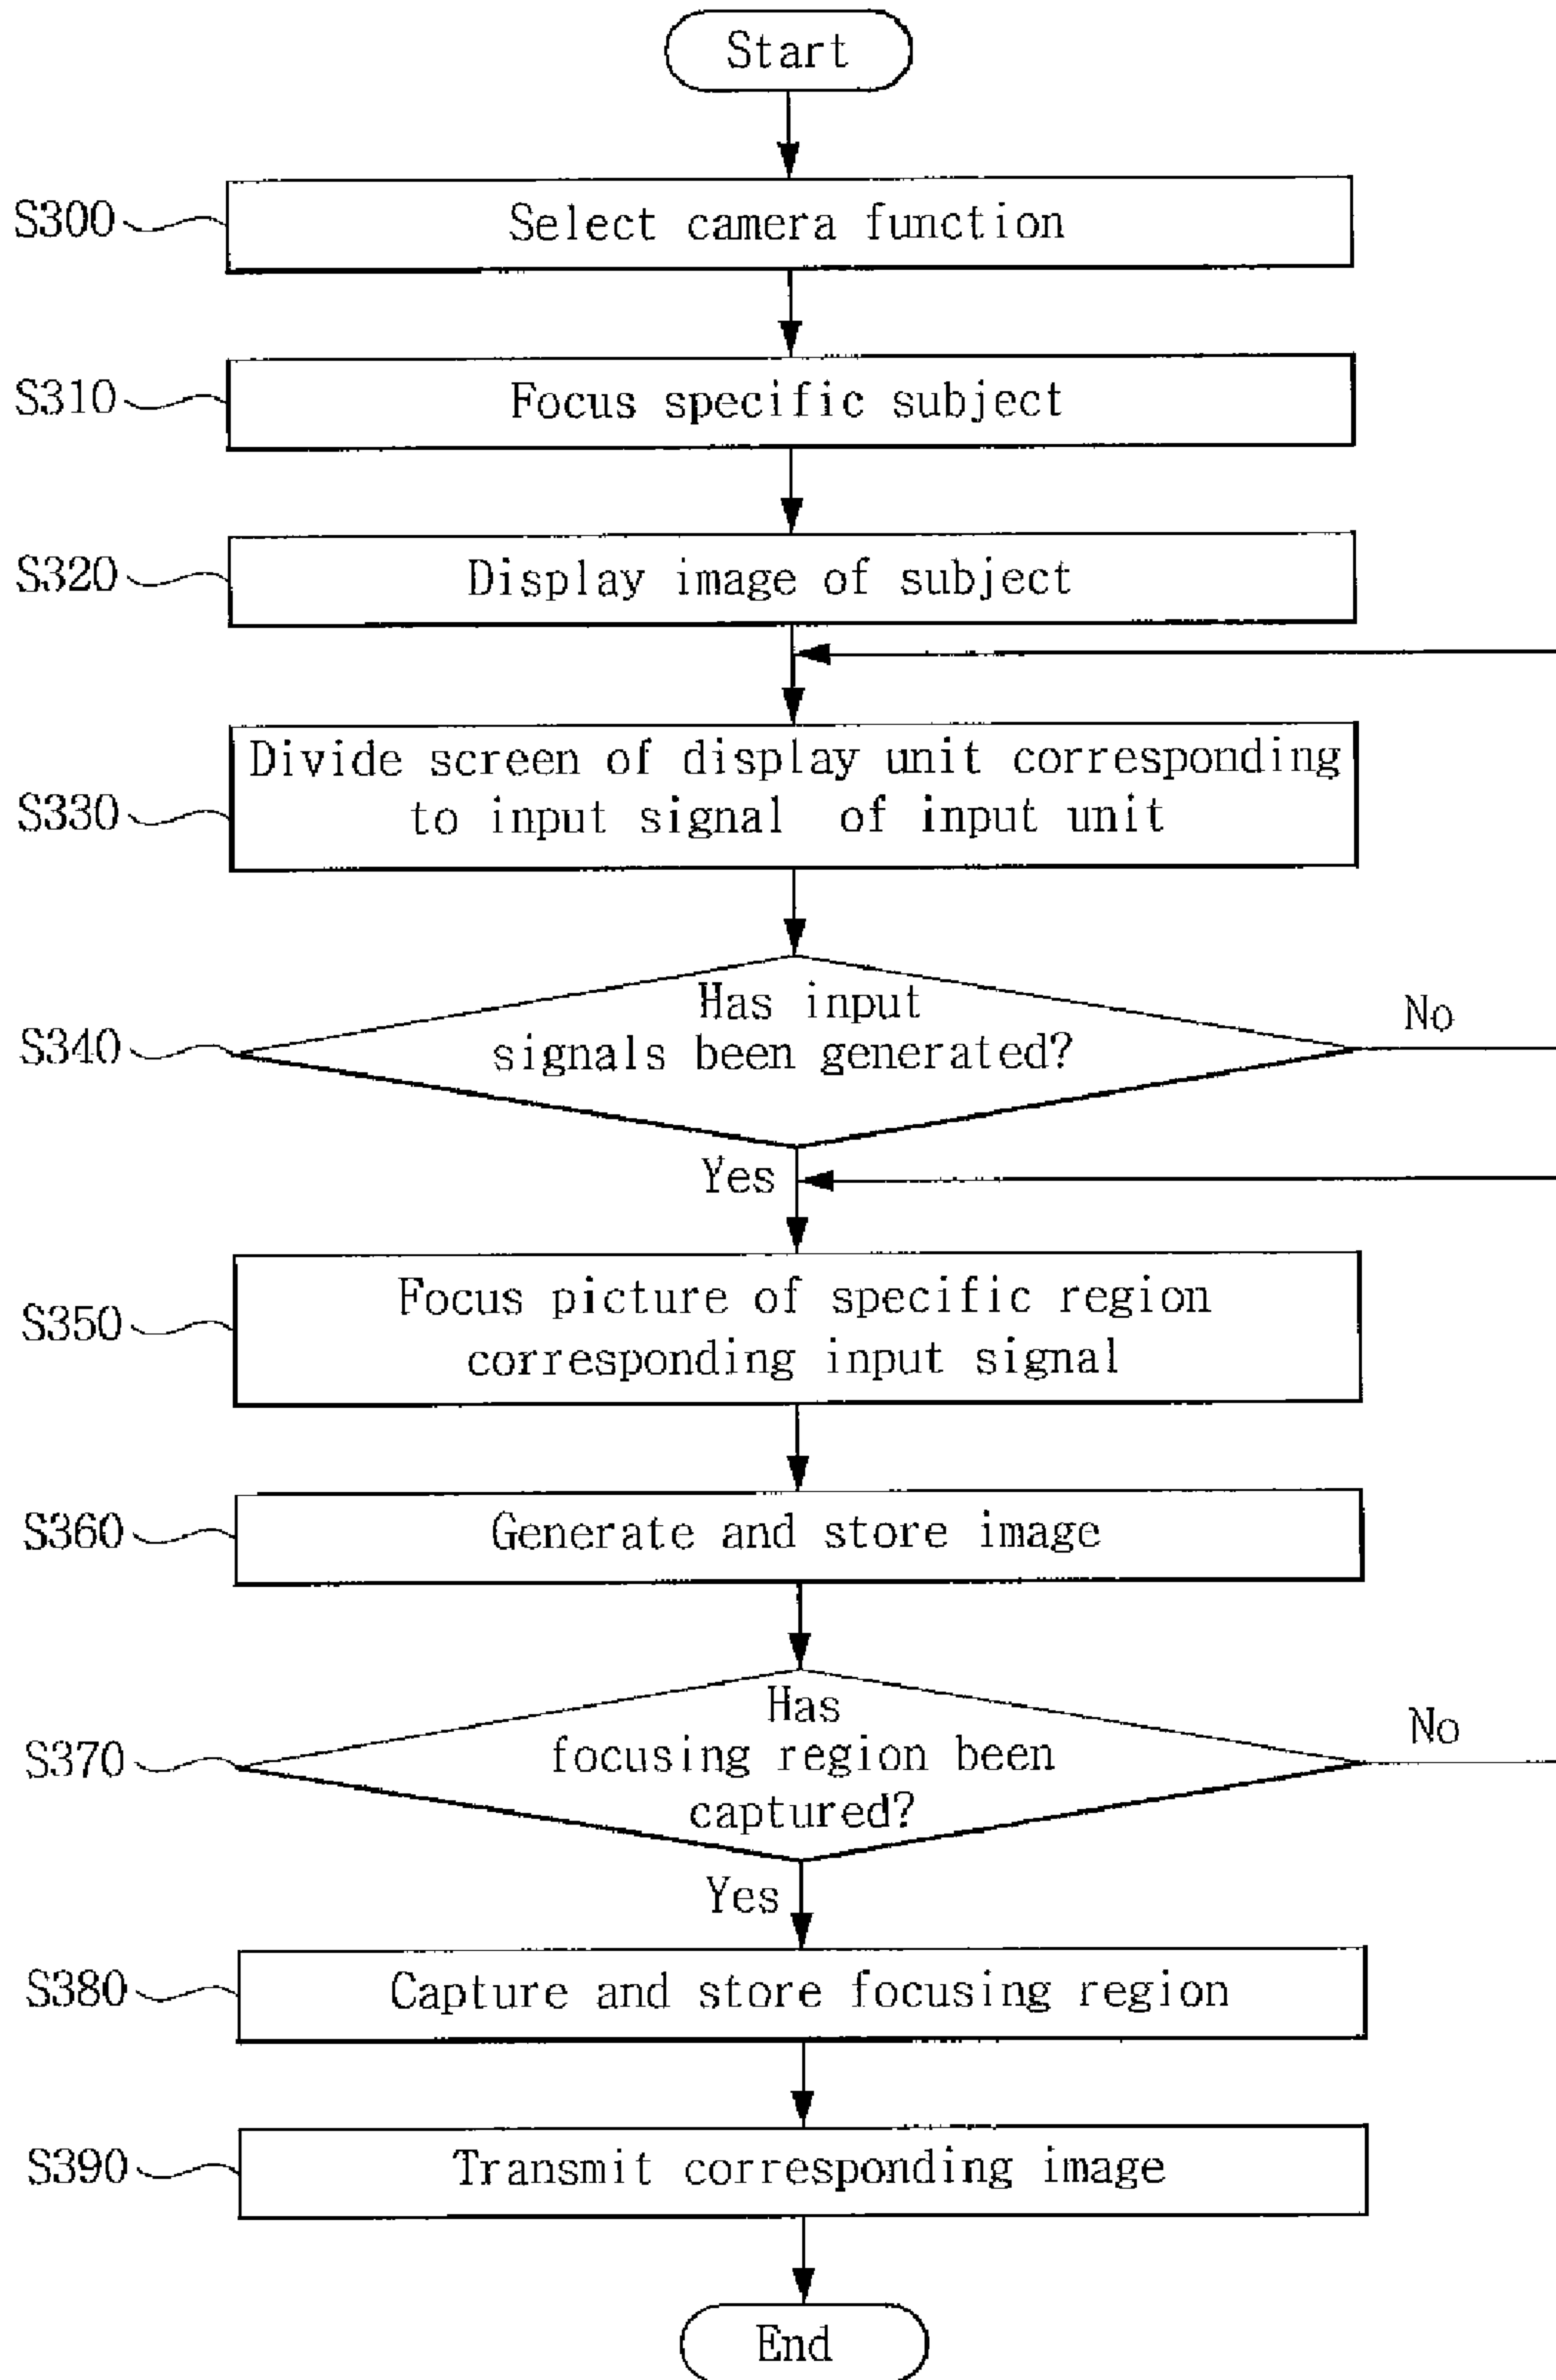 Start
S300
Select camera function
S310
Focus specific subject
S320
Display image of subject
S330
Divide screen of display unit corresponding
to input signal of input unit
S340
Has input
signals been generated?
No
Yes
S350
Focus picture of specific region
corresponding input signal
S360
Generate and store image
S370
Has
focusing region been
captured?
No
Yes
S380
Capture and store focusing region
S390
Transmit corresponding image
End